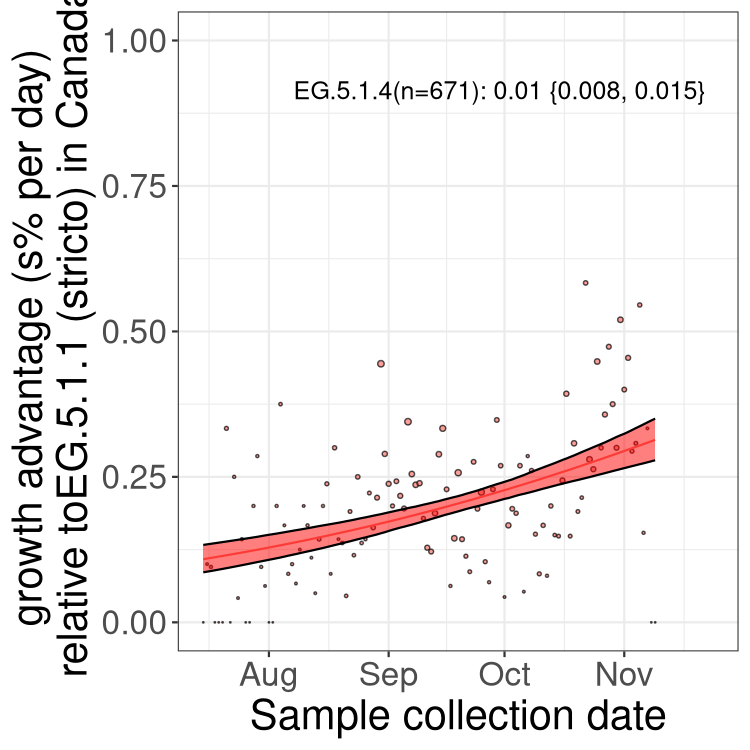 growth advantage (s% per day)
relative toEG.5.1.1 (stricto) in Canada
1.00
0.75
0.50
0.25
0.00
EG.5.1.4(n=671): 0.01 {0.008, 0.015}
Aug
Sep
Oct
Nov
Sample collection date